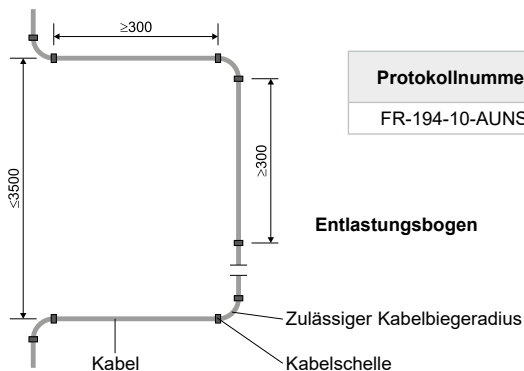 ≥300
Protokollnumme
FR-194-10-AUNS
≤3500
≥300
Entlastungsbogen
Zulässiger Kabelbiegeradius
Kabel
Kabelschelle